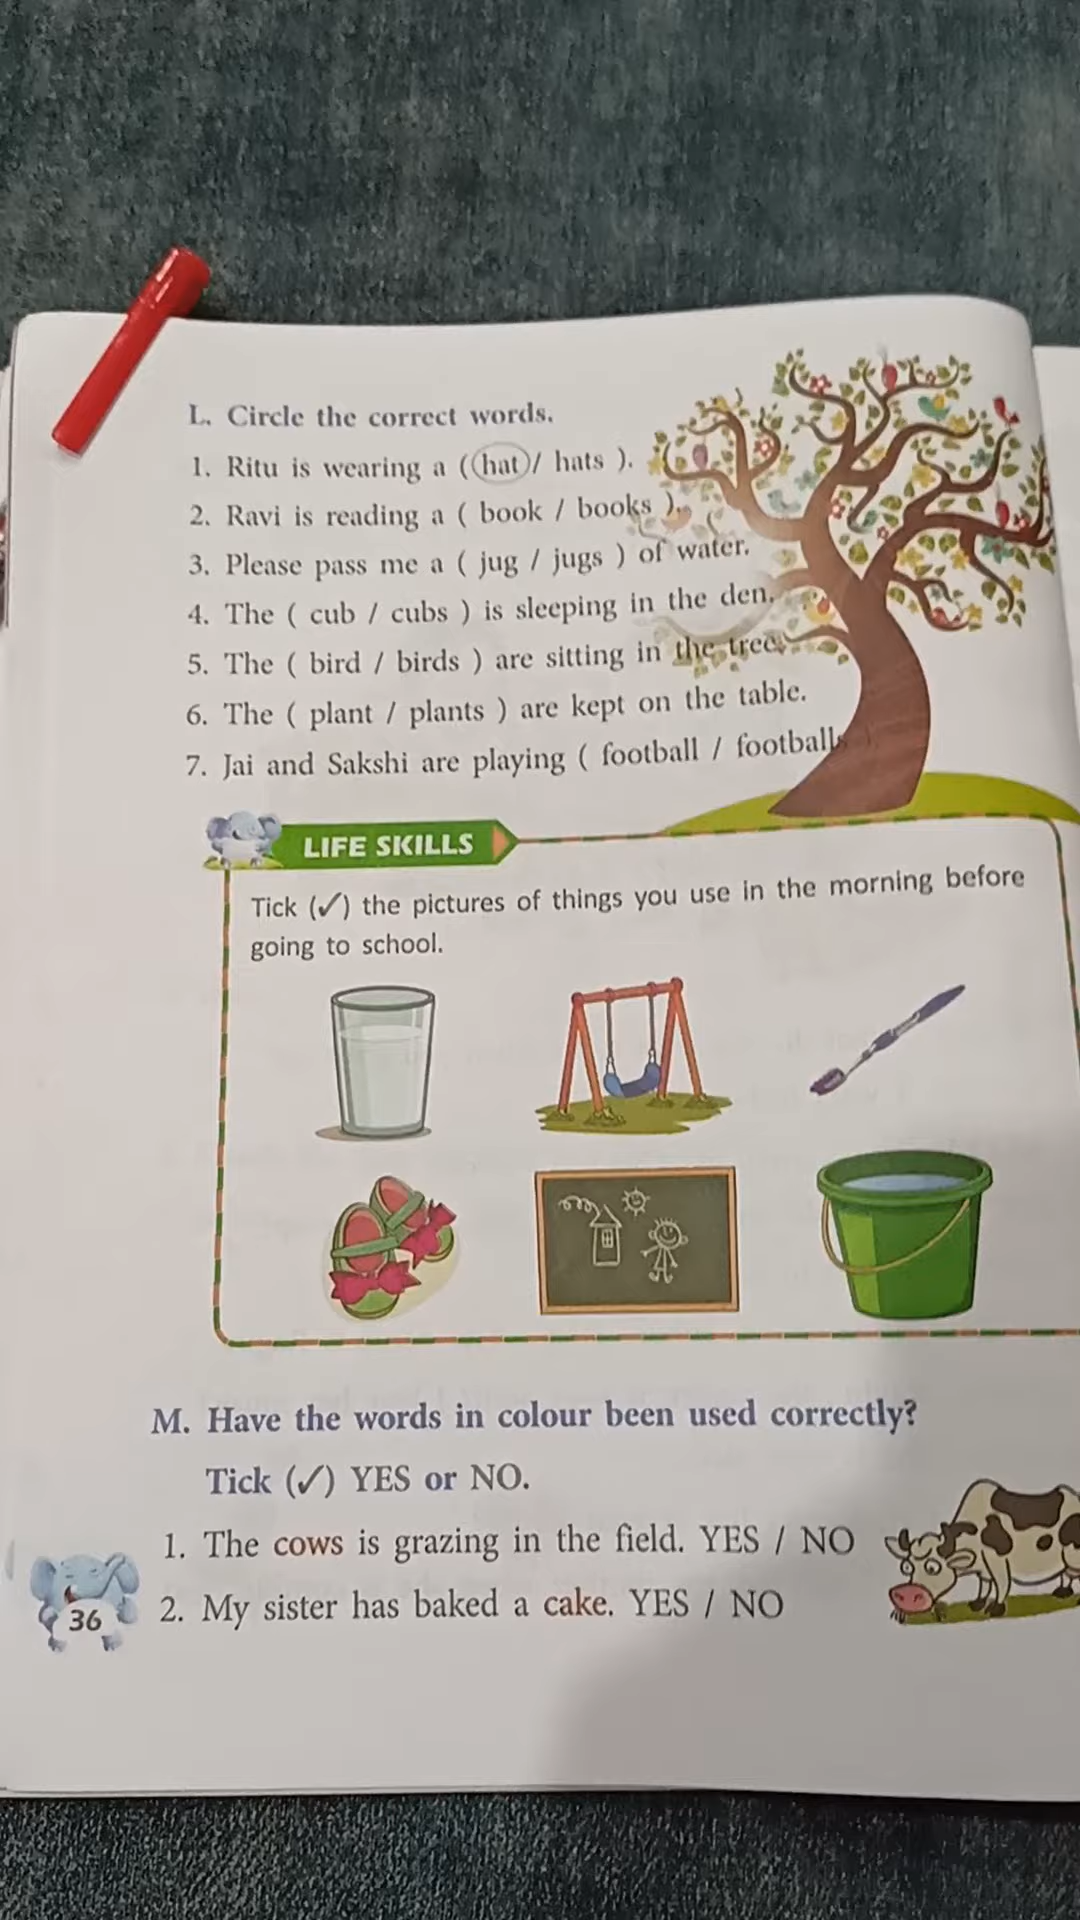 L. Circle the correct words.
1. Ritu is wearing a ( hat / hats ).
2. Ravi is reading a ( book / books ).
3. Please pass me a ( jug / jugs ) of water.
4. The ( cub / cubs ) is sleeping in the den.
5. The ( bird / birds ) are sitting in the tree.
6. The ( plant / plants ) are kept on the table.
7. Jai and Sakshi are playing ( football / footballs ).
LIFE SKILLS
Tick (✓) the pictures of things you use in the morning before
going to school.
M. Have the words in colour been used correctly?
Tick (✓) YES or NO.
1. The cows is grazing in the field. YES / NO
2. My sister has baked a cake. YES / NO
36